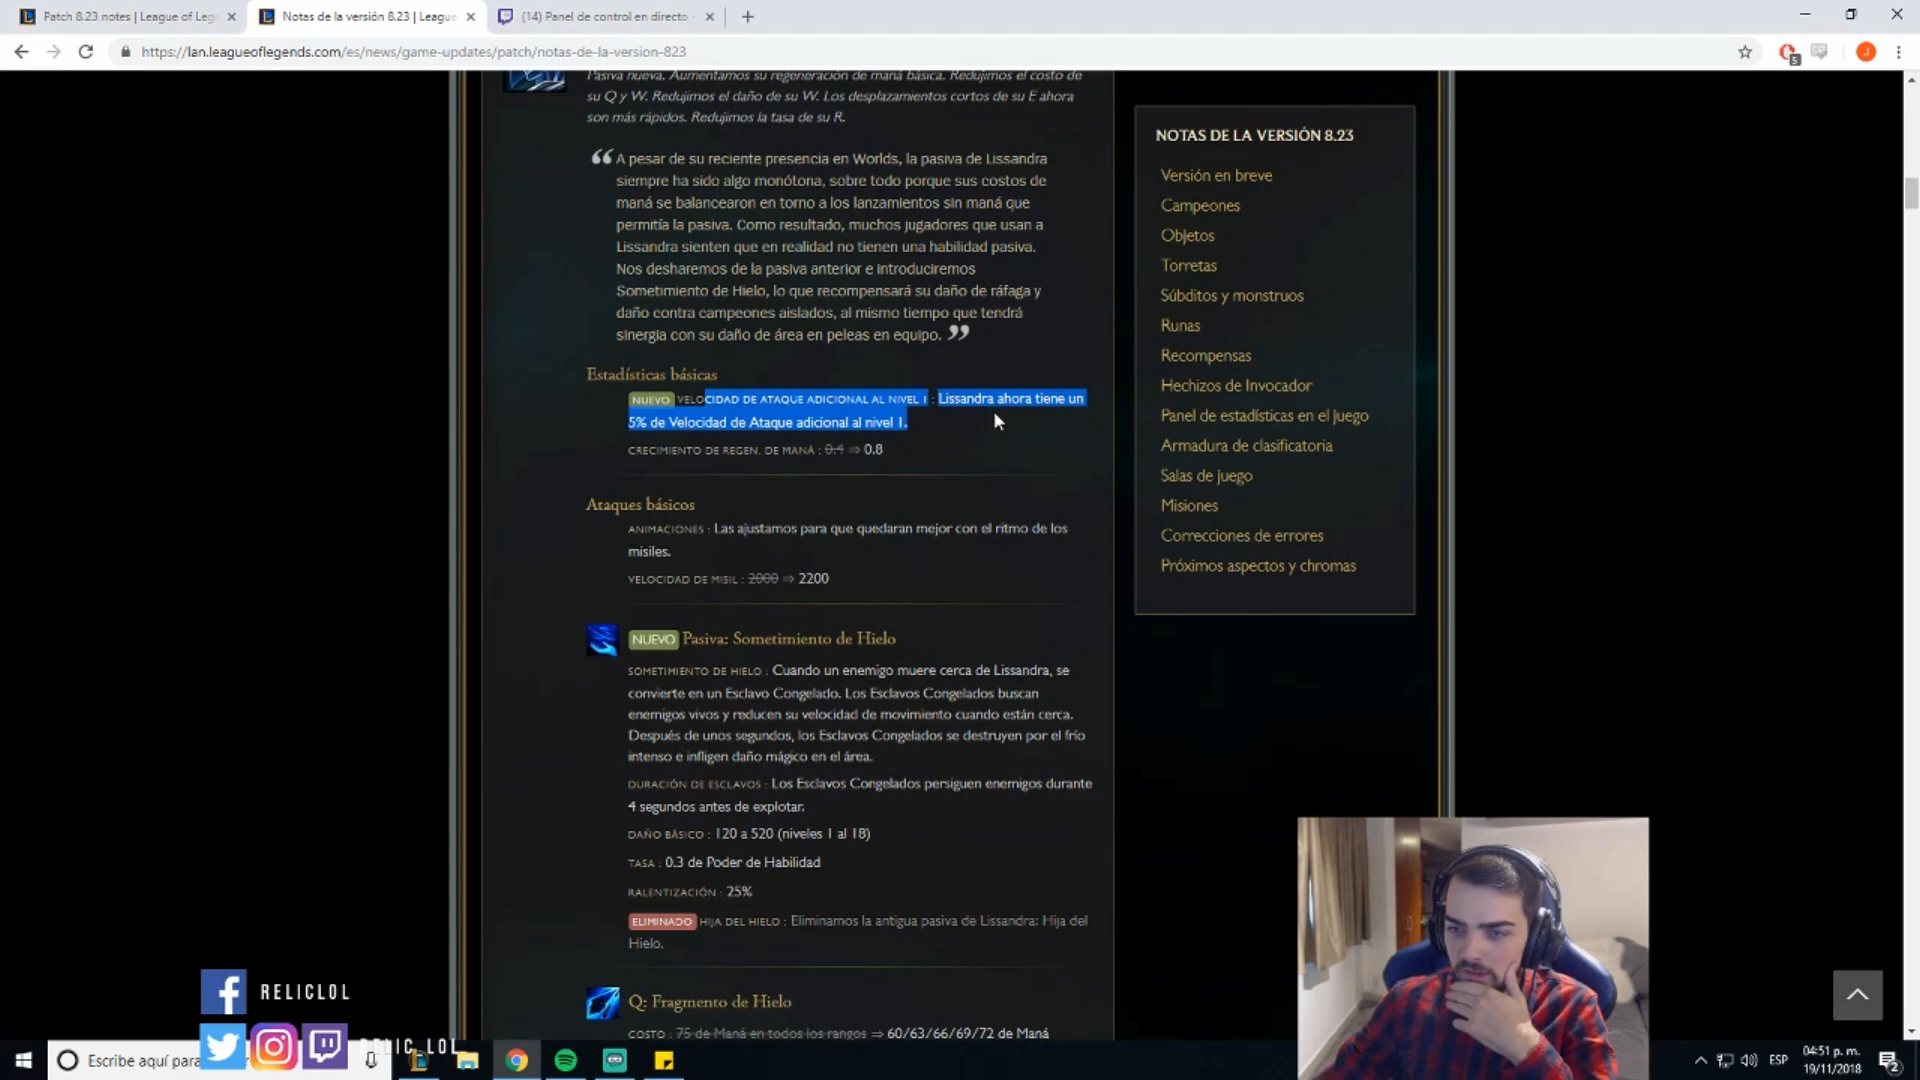 Patch 8.23 notes | League of Leg
Notas de la versión 8.23 | League
(14) Panel de control en directo
https://lan.leagueoflegends.com/es/news/game-updates/patch/notas-de-la-version-823
5
J
Pasiva nueva. Aumentamos su regeneración de maná básica. Redujimos el costo de
su Q y W. Redujimos el daño de su W. Los desplazamientos cortos de su E ahora
son más rápidos. Redujimos la tasa de su R.
“ A pesar de su reciente presencia en Worlds, la pasiva de Lissandra
siempre ha sido algo monótona, sobre todo porque sus costos de
maná se balancearon en torno a los lanzamientos sin maná que
permitía la pasiva. Como resultado, muchos jugadores que usan a
Lissandra sienten que en realidad no tienen una habilidad pasiva.
Nos desharemos de la pasiva anterior e introduciremos
Sometimiento de Hielo, lo que recompensará su daño de ráfaga y
daño contra campeones aislados, al mismo tiempo que tendrá
sinergia con su daño de área en peleas en equipo. ”
Estadísticas básicas
NUEVO VELOCIDAD DE ATAQUE ADICIONAL AL NIVEL 1 : Lissandra ahora tiene un
5% de Velocidad de Ataque adicional al nivel 1.
CRECIMIENTO DE REGEN. DE MANÁ : 0.4 ⇒ 0.8
Ataques básicos
ANIMACIONES : Las ajustamos para que quedaran mejor con el ritmo de los
misiles.
VELOCIDAD DE MISIL : 2000 ⇒ 2200
NUEVO Pasiva: Sometimiento de Hielo
SOMETIMIENTO DE HIELO : Cuando un enemigo muere cerca de Lissandra, se
convierte en un Esclavo Congelado. Los Esclavos Congelados buscan
enemigos vivos y reducen su velocidad de movimiento cuando están cerca.
Después de unos segundos, los Esclavos Congelados se destruyen por el frío
intenso e infligen daño mágico en el área.
DURACIÓN DE ESCLAVOS : Los Esclavos Congelados persiguen enemigos durante
4 segundos antes de explotar.
DAÑO BÁSICO : 120 a 520 (niveles 1 al 18)
TASA : 0.3 de Poder de Habilidad
RALENTIZACIÓN : 25%
ELIMINADO HIJA DEL HIELO : Eliminamos la antigua pasiva de Lissandra: Hija del
Hielo.
Q: Fragmento de Hielo
COSTO : 75 de Maná en todos los rangos ⇒ 60/63/66/69/72 de Maná
NOTAS DE LA VERSIÓN 8.23
Versión en breve
Campeones
Objetos
Torretas
Súbditos y monstruos
Runas
Recompensas
Hechizos de Invocador
Panel de estadísticas en el juego
Armadura de clasificatoria
Salas de juego
Misiones
Correcciones de errores
Próximos aspectos y chromas
RELICLOL
RELIC_LOL
Escribe aquí para
ESP
04:51 p. m.
19/11/2018
2